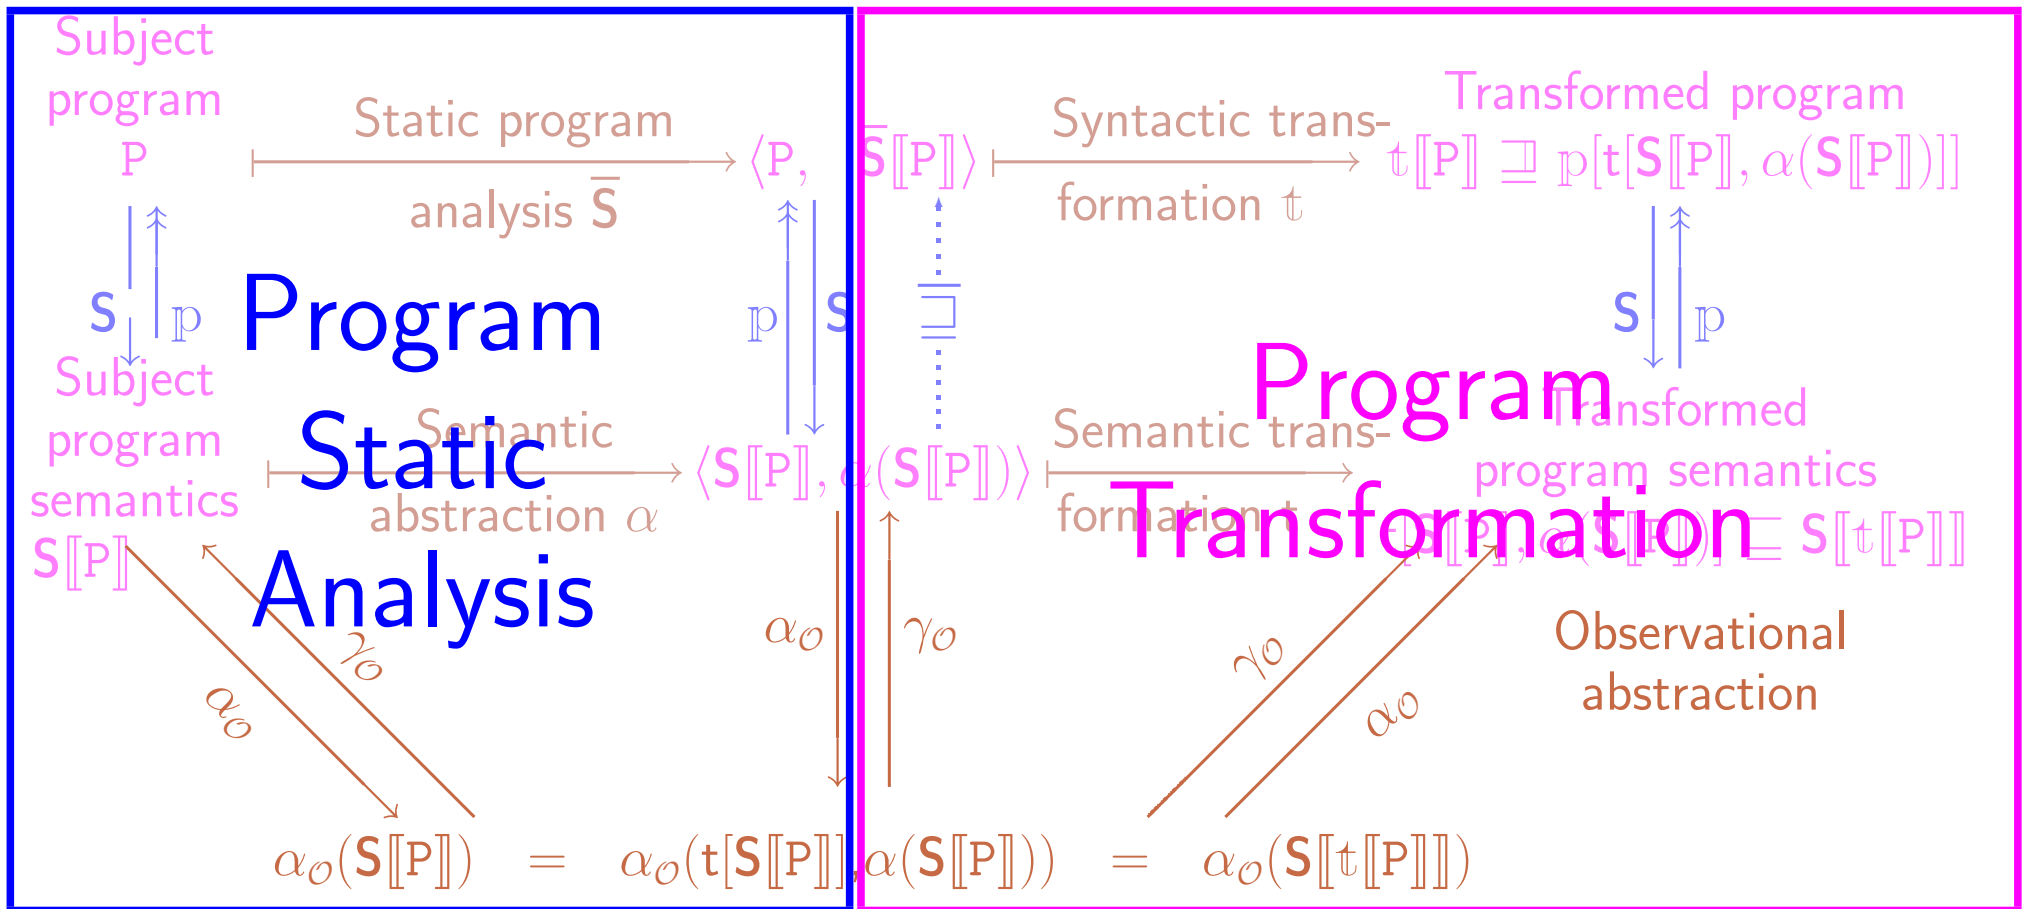 Subject
program
P
Static program
analysis S̅
⟨P, S̅⟦P⟧⟩
Syntactic trans-
formation 𝕥
Transformed program
𝕥⟦P⟧ ⊒ 𝕡[t[S⟦P⟧, α(S⟦P⟧)]]
S 𝕡
𝕡 S
⊑
S 𝕡
Program
Static
Analysis
Program
Transformation
Subject
program
semantics
S⟦P⟧
Semantic
abstraction α
⟨S⟦P⟧, α(S⟦P⟧)⟩
Semantic trans-
formation t
Transformed
program semantics
[S⟦P⟧, α(S⟦P⟧)] ⊑ S⟦𝕥⟦P⟧⟧
α𝒪 γ𝒪
α𝒪 γ𝒪
γ𝒪 α𝒪
Observational
abstraction
α𝒪(S⟦P⟧) = α𝒪(t[S⟦P⟧], α(S⟦P⟧)) = α𝒪(S⟦𝕥⟦P⟧⟧)